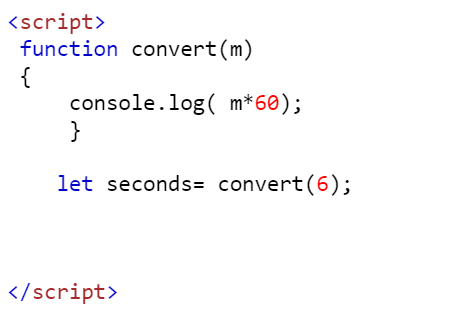 <script>
function convert(m)
{
console.log( m*60);
}
let seconds= convert(6);
</script>